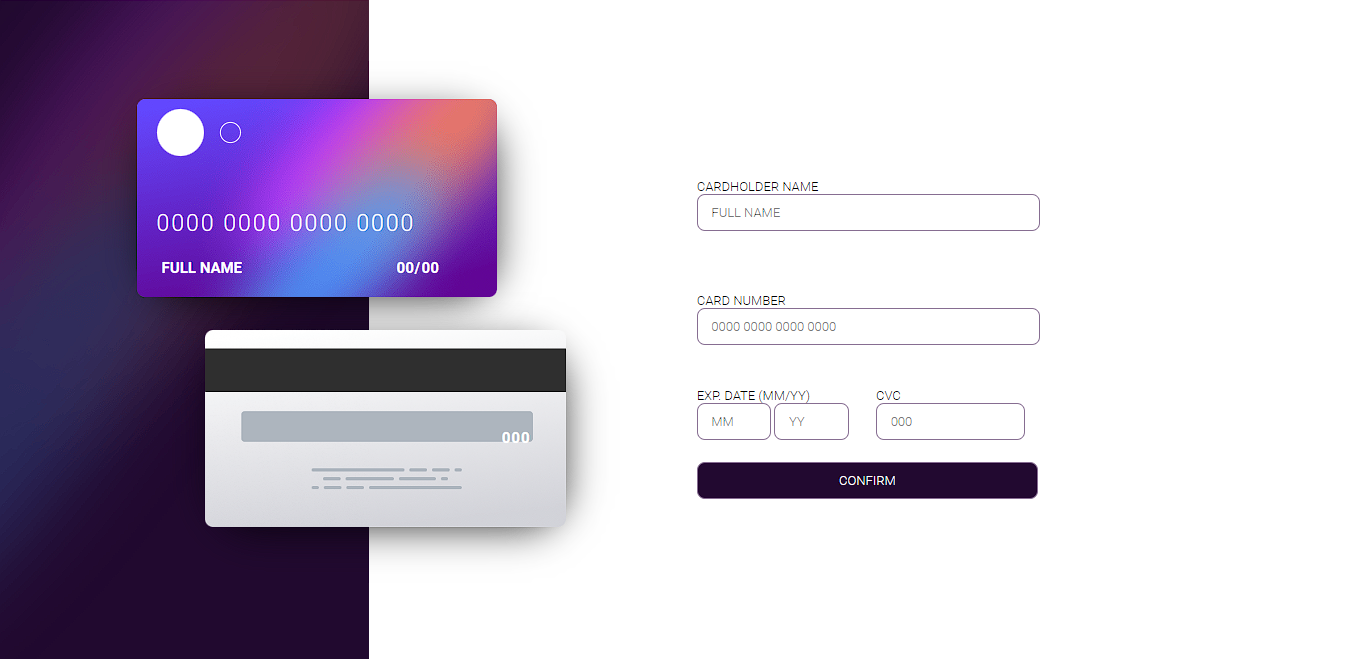 0000 0000 0000 0000
FULL NAME 00/00
000
CARDHOLDER NAME
FULL NAME
CARD NUMBER
0000 0000 0000 0000
EXP. DATE (MM/YY) CVC
MM YY 000
CONFIRM